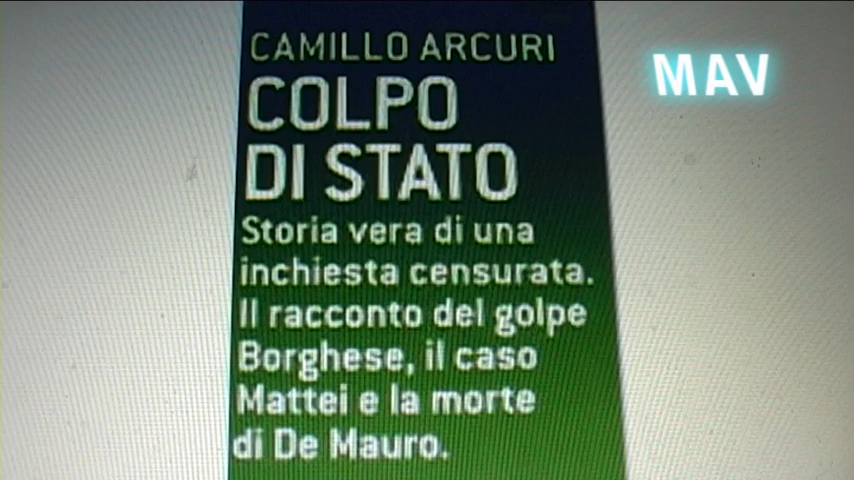 CAMILLO ARCURI
COLPO
DI STATO
Storia vera di una
inchiesta censurata.
Il racconto del golpe
Borghese, il caso
Mattei e la morte
di De Mauro.
MAV